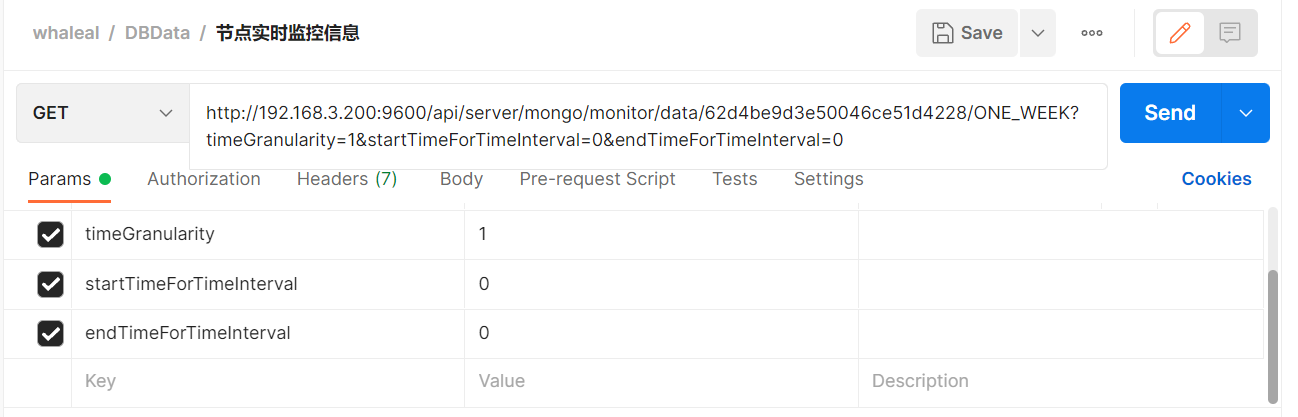 whaleal / DBData / 节点实时监控信息
Save
GET
http://192.168.3.200:9600/api/server/mongo/monitor/data/62d4be9d3e50046ce51d4228/ONE_WEEK?
timeGranularity=1&startTimeForTimeInterval=0&endTimeForTimeInterval=0
Send
Params Authorization Headers (7) Body Pre-request Script Tests Settings Cookies
timeGranularity 1
startTimeForTimeInterval 0
endTimeForTimeInterval 0
Key Value Description